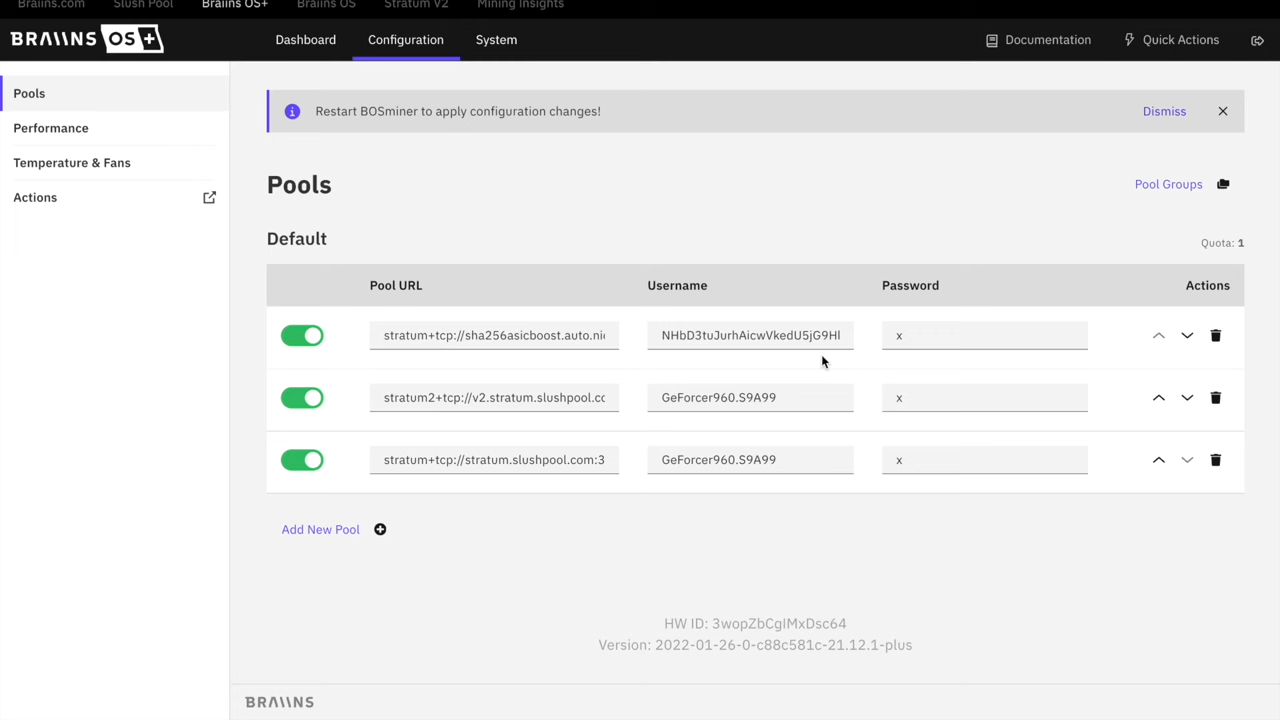 Braiins.com Slush Pool Braiins OS+ Braiins OS Stratum V2 Mining Insights
BRAIINS OS+ Dashboard Configuration System Documentation Quick Actions
Pools
Performance
Temperature & Fans
Actions
Restart BOSminer to apply configuration changes! Dismiss
Pools Pool Groups
Default Quota: 1
Pool URL Username Password Actions
stratum+tcp://sha256asicboost.auto.nic NHbD3tuJurhAicwVkedU5jG9Hl x
stratum2+tcp://v2.stratum.slushpool.cc GeForcer960.S9A99 x
stratum+tcp://stratum.slushpool.com:3 GeForcer960.S9A99 x
Add New Pool
HW ID: 3wopZbCgIMxDsc64
Version: 2022-01-26-0-c88c581c-21.12.1-plus
BRAIINS